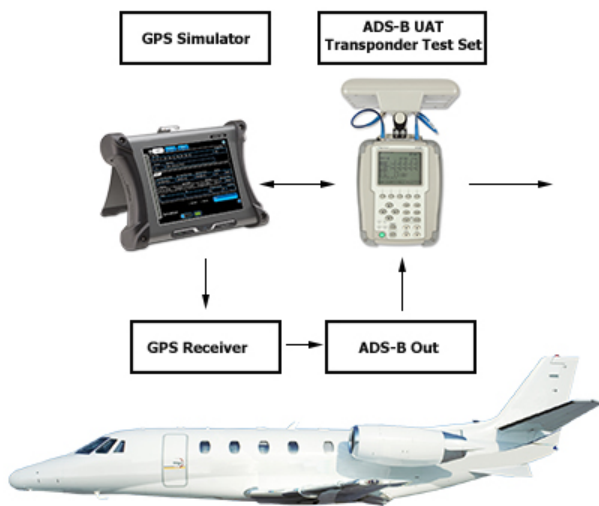 GPS Simulator
ADS-B UAT
Transponder Test Set
GPS Receiver
ADS-B Out